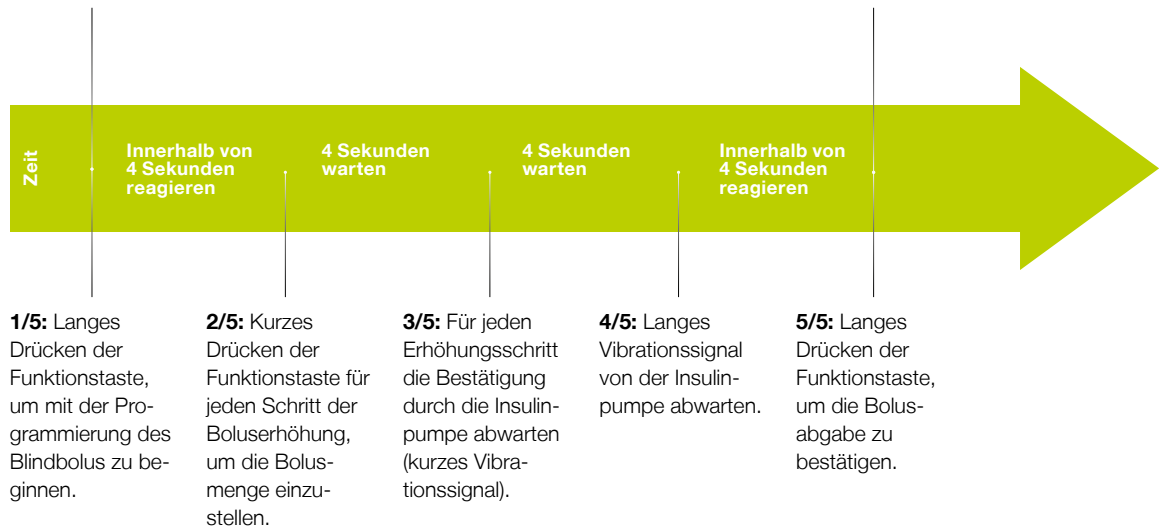 Zeit
Innerhalb von
4 Sekunden
reagieren
4 Sekunden
warten
4 Sekunden
warten
Innerhalb von
4 Sekunden
reagieren
1/5: Langes
Drücken der
Funktionstaste,
um mit der Pro-
grammierung des
Blindbolus zu be-
ginnen.
2/5: Kurzes
Drücken der
Funktionstaste für
jeden Schritt der
Boluserhöhung,
um die Bolus-
menge einzu-
stellen.
3/5: Für jeden
Erhöhungsschritt
die Bestätigung
durch die Insulin-
pumpe abwarten
(kurzes Vibra-
tionssignal).
4/5: Langes
Vibrationssignal
von der Insulin-
pumpe abwarten.
5/5: Langes
Drücken der
Funktionstaste,
um die Bolus-
abgabe zu
bestätigen.